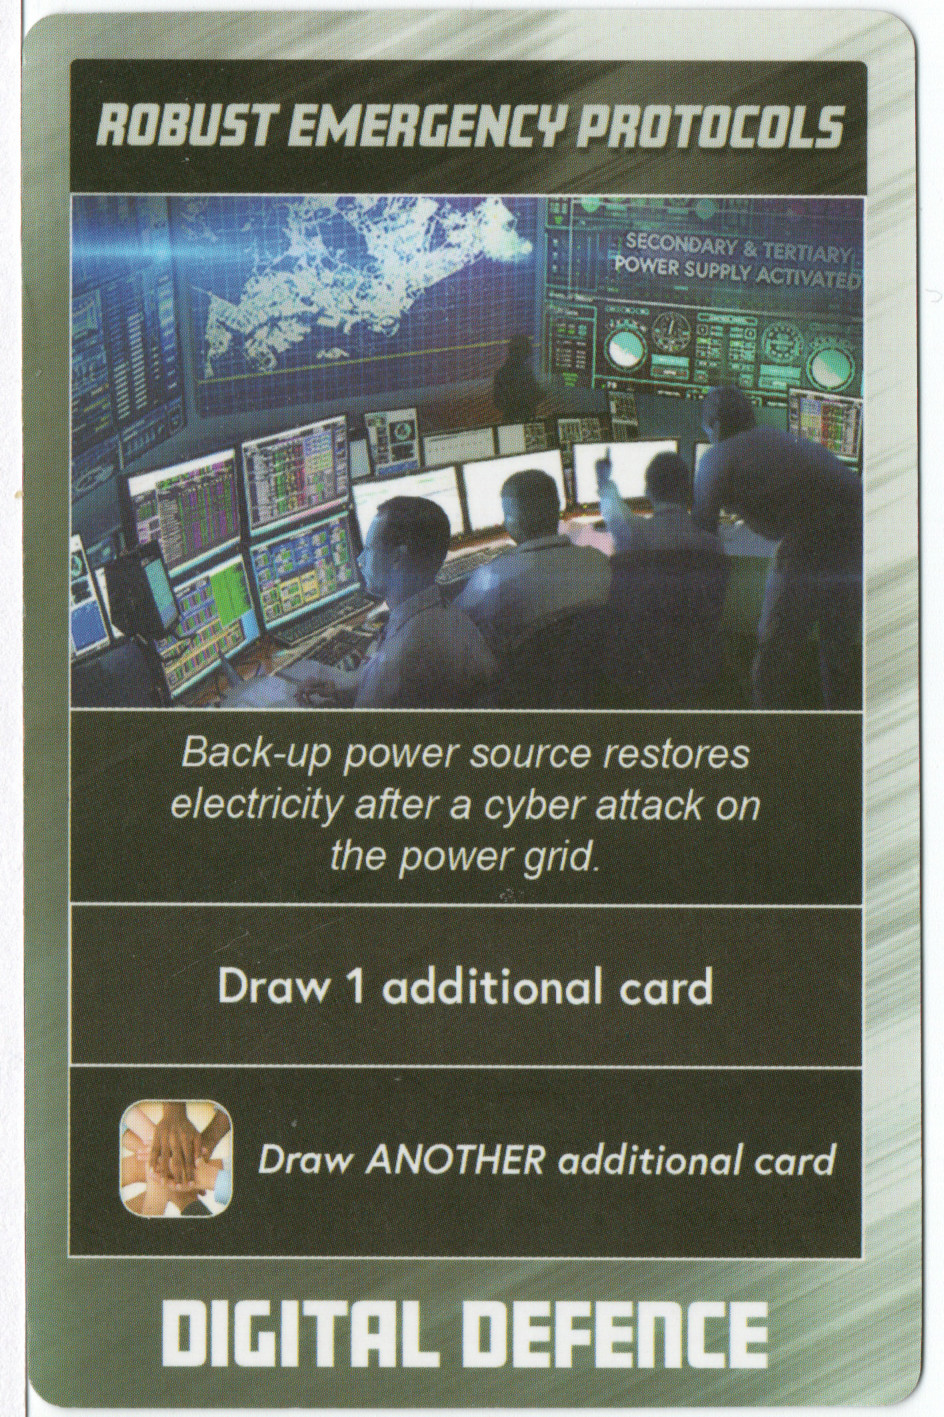 ROBUST EMERGENCY PROTOCOLS
SECONDARY & TERTIARY
POWER SUPPLY ACTIVATED
Back-up power source restores
electricity after a cyber attack on
the power grid.
Draw 1 additional card
Draw ANOTHER additional card
DIGITAL DEFENCE